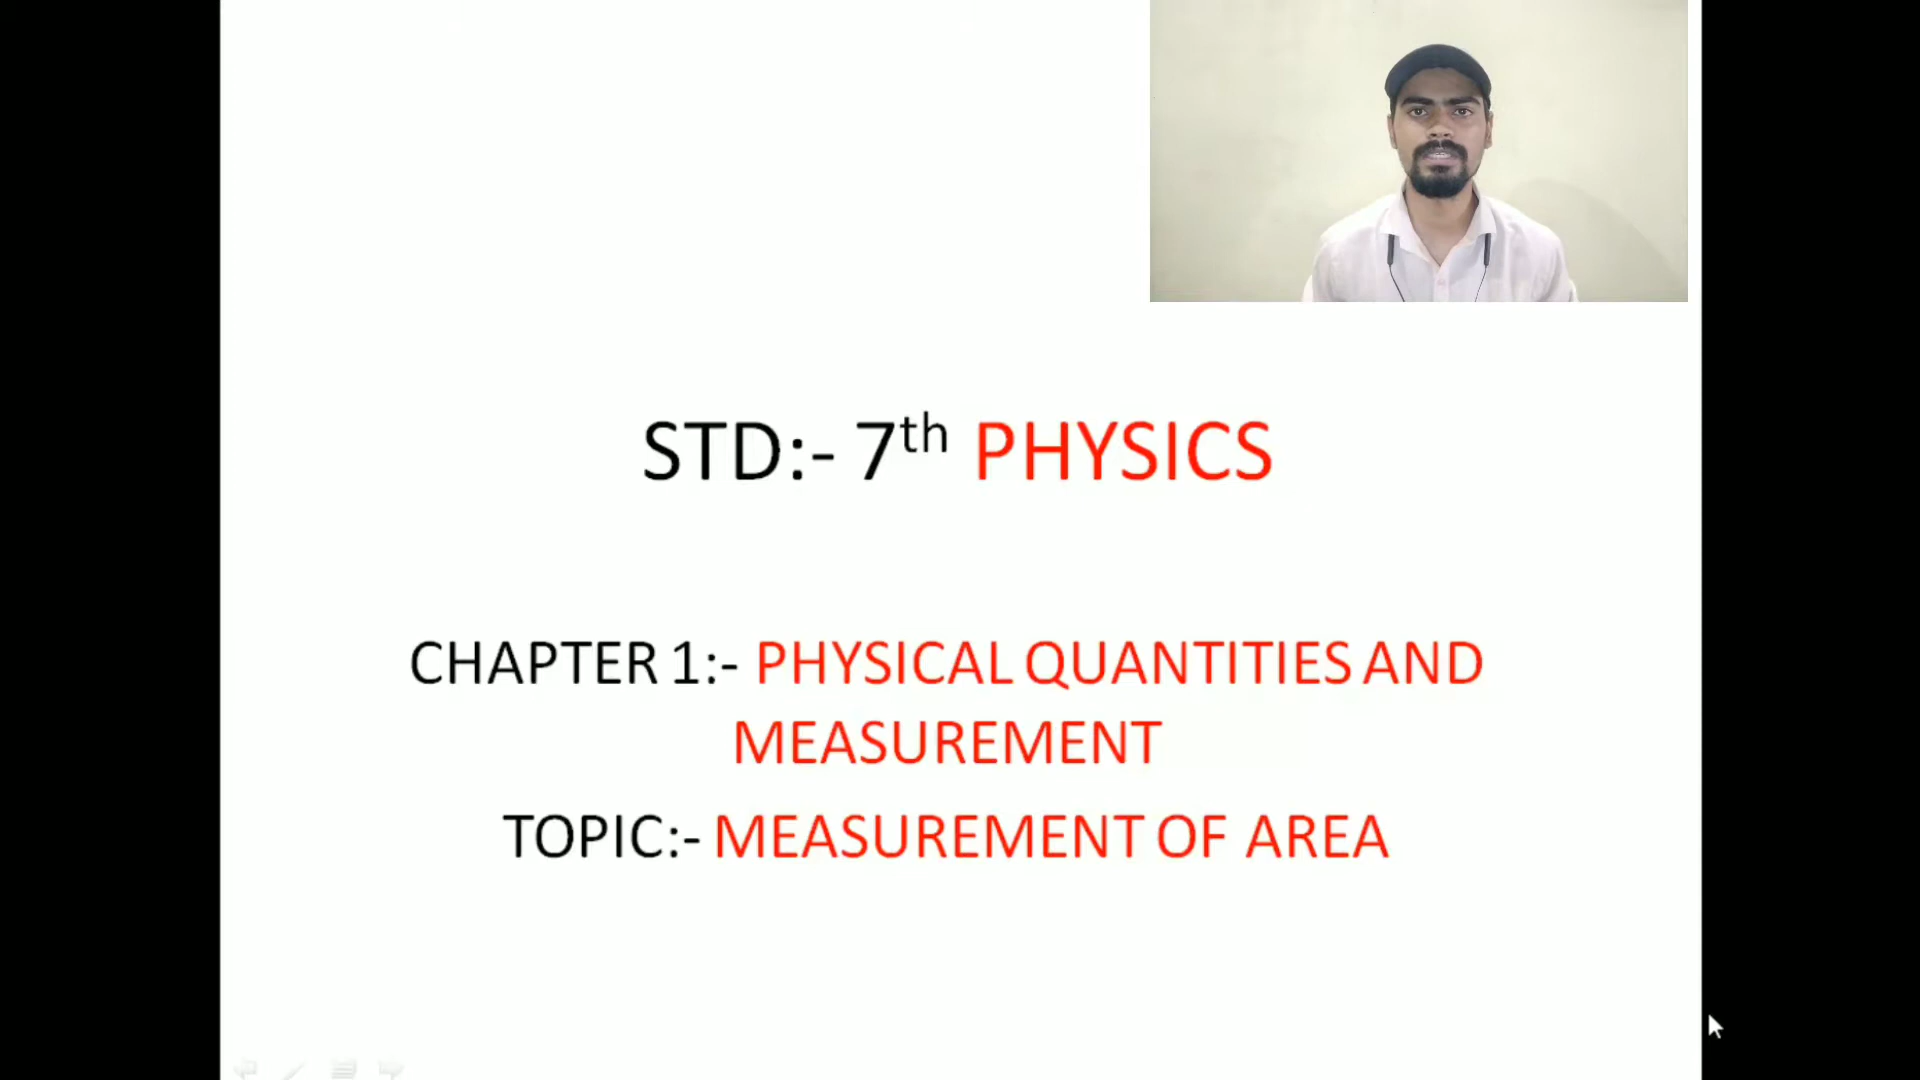 STD:- 7th PHYSICS
CHAPTER 1:- PHYSICAL QUANTITIES AND
MEASUREMENT
TOPIC:- MEASUREMENT OF AREA